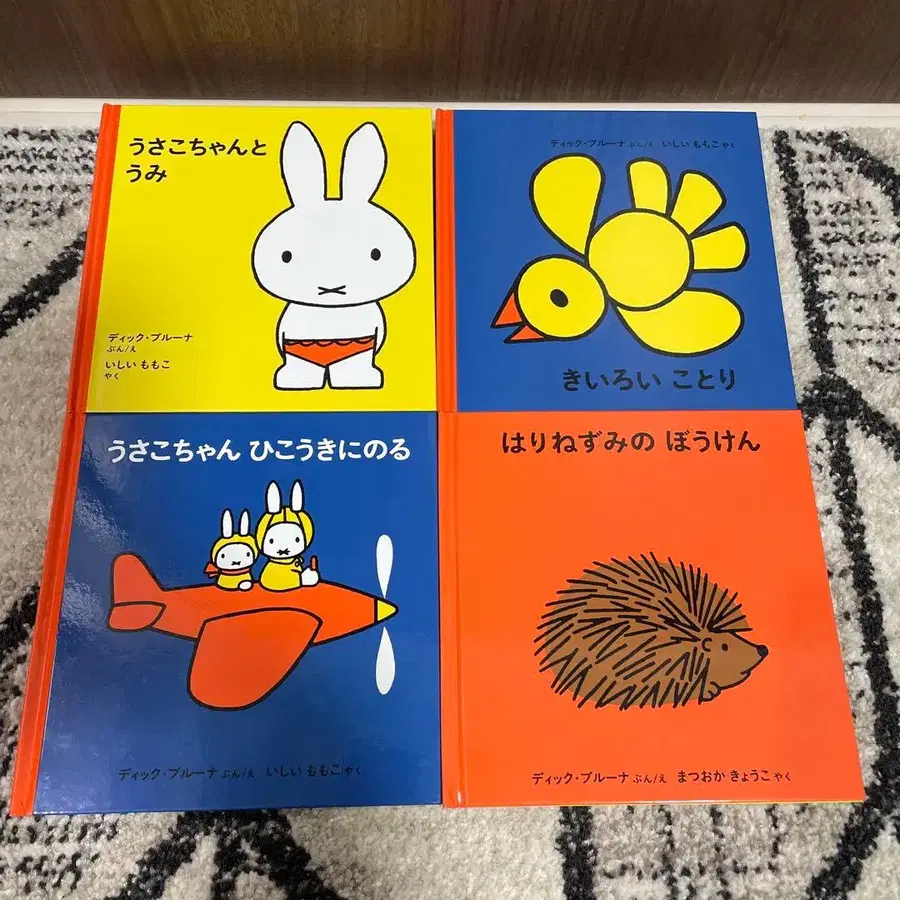 うさこちゃんと
うみ
ディック・ブルーナ
ぶん/え
いしい ももこ
やく
ディック・ブルーナ ぶん/え いしい ももこ やく
きいろい ことり
うさこちゃん ひこうきにのる
ディック・ブルーナ ぶん/え いしい ももこ やく
はりねずみの ぼうけん
ディック・ブルーナ ぶん/え まつおか きょうこ やく